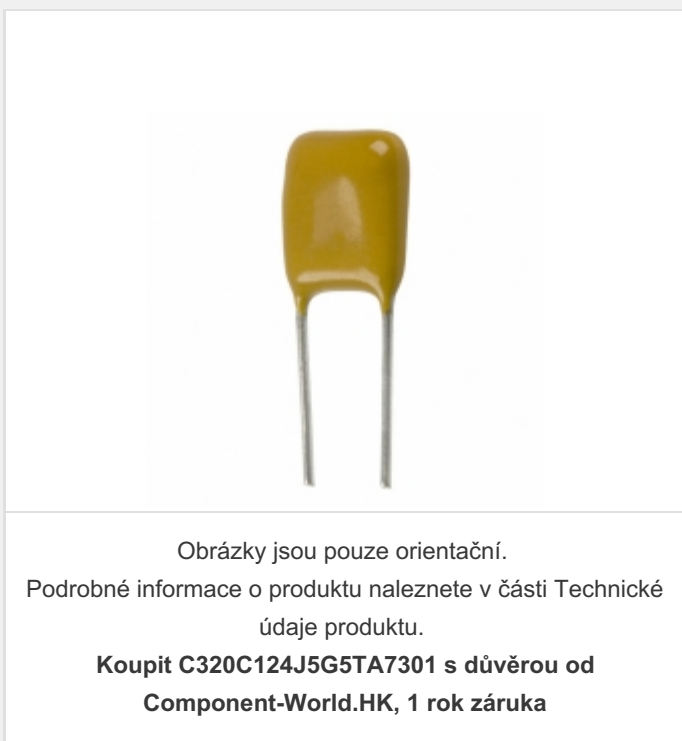 Obrázky jsou pouze orientační.
Podrobné informace o produktu naleznete v části Technické
údaje produktu.
Koupit C320C124J5G5TA7301 s důvěrou od
Component-World.HK, 1 rok záruka